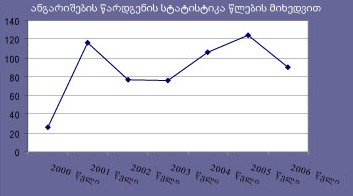 ანგარიშების წარდგენის სტატისტიკა წლების მიხედვით
140
120
100
80
60
40
20
0
2000 წელი
2001 წელი
2002 წელი
2003 წელი
2004 წელი
2005 წელი
2006 წელი